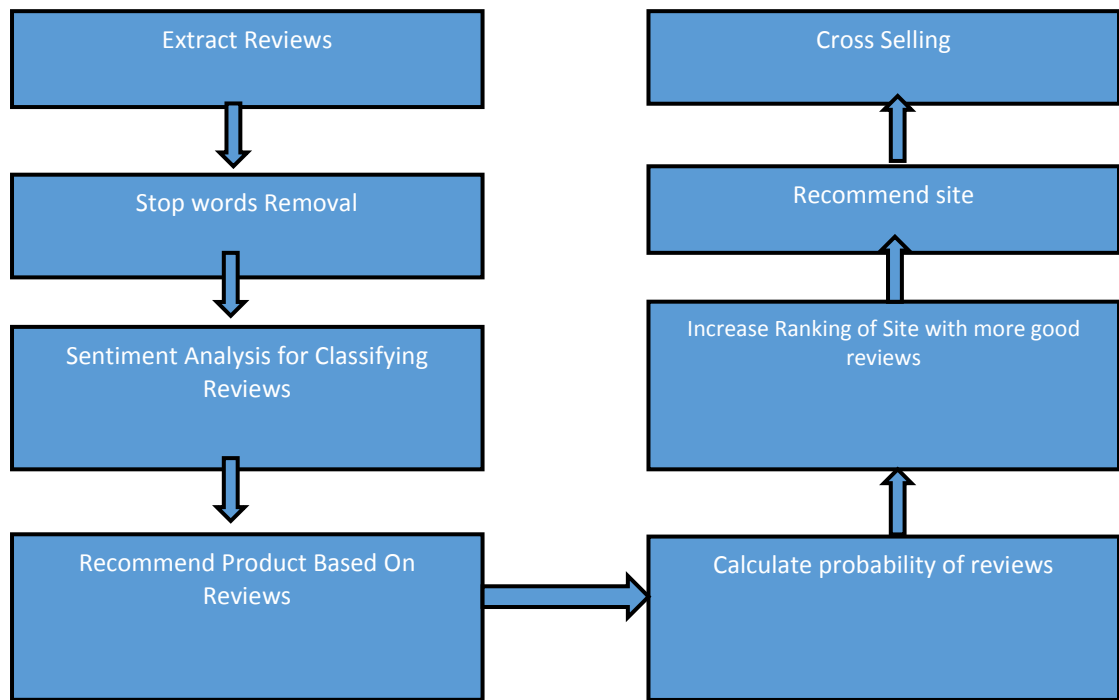 Extract Reviews
Stop words Removal
Sentiment Analysis for Classifying
Reviews
Recommend Product Based On
Reviews
Calculate probability of reviews
Increase Ranking of Site with more good
reviews
Recommend site
Cross Selling